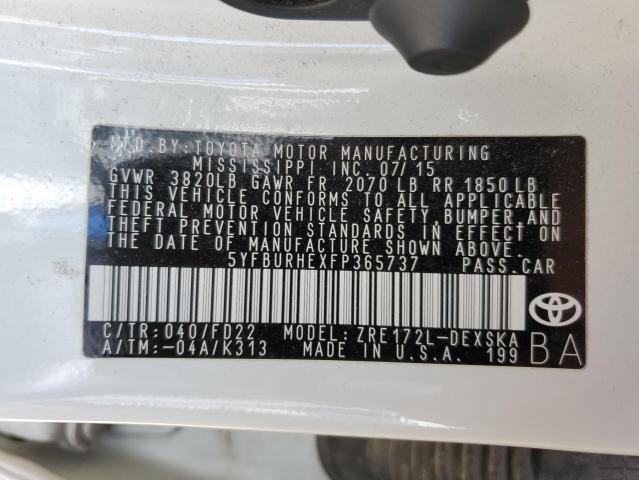 MFD. BY: TOYOTA MOTOR MANUFACTURING
MISSISSIPPI INC. 07/15
GVWR 3820LB GAWR FR 2070 LB RR 1850 LB
THIS VEHICLE CONFORMS TO ALL APPLICABLE
FEDERAL MOTOR VEHICLE SAFETY, BUMPER, AND
THEFT PREVENTION STANDARDS IN EFFECT ON
THE DATE OF MANUFACTURE SHOWN ABOVE.
5YFBURHEXFP365737 PASS. CAR
C/TR: 040/FD22 MODEL: ZRE172L-DEXSKA
A/TM: -04A/K313 MADE IN U.S.A. 199
BA